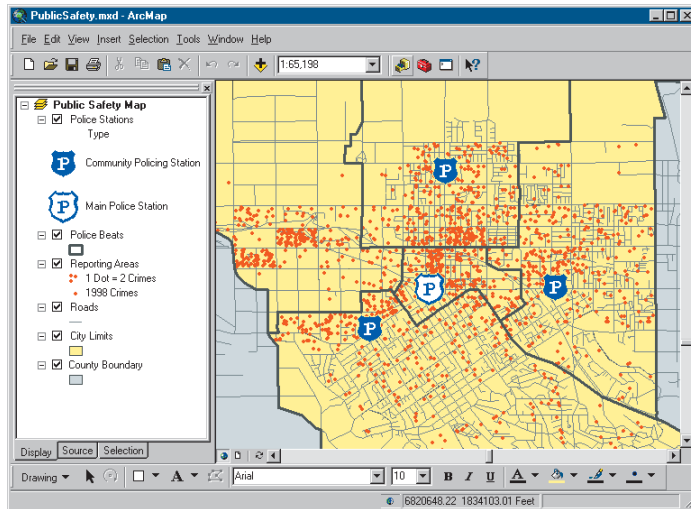 PublicSafety.mxd - ArcMap
File Edit View Insert Selection Tools Window Help
1:65,198
Public Safety Map
Police Stations
Type
P Community Policing Station
P Main Police Station
Police Beats
Reporting Areas
1 Dot = 2 Crimes
1998 Crimes
Roads
City Limits
County Boundary
P
P
P
P
Display Source Selection
Drawing A Arial 10 B I U A
6820648.22 1834103.01 Feet